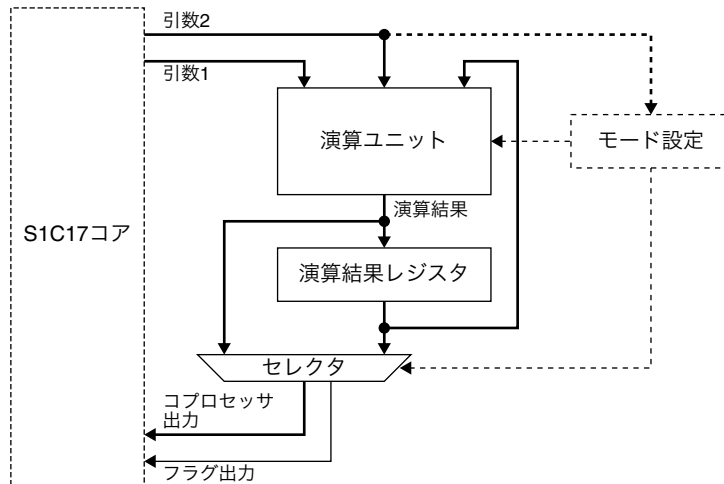 引数2
引数1
演算ユニット
モード設定
演算結果
S1C17コア
演算結果レジスタ
セレクタ
コプロセッサ
出力
フラグ出力